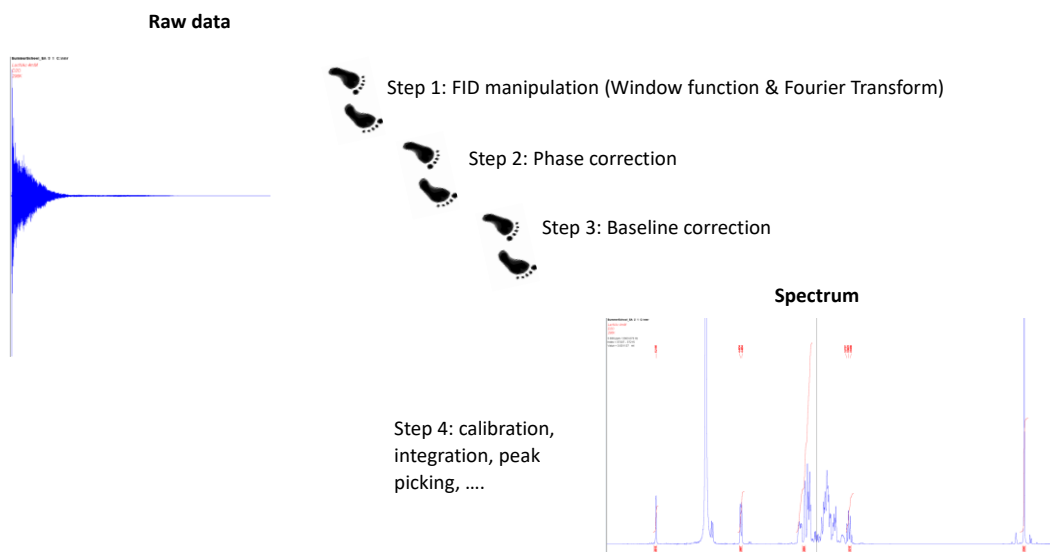 Raw data
Step 1: FID manipulation (Window function & Fourier Transform)
Step 2: Phase correction
Step 3: Baseline correction
Spectrum
Step 4: calibration,
integration, peak
picking, ....